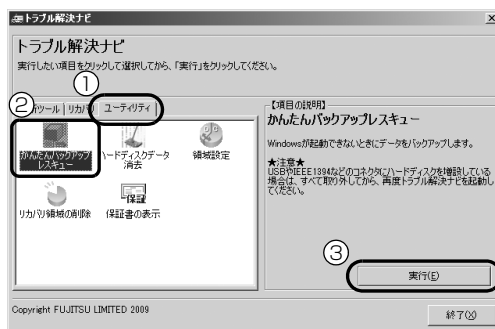 トラブル解決ナビ
x
トラブル解決ナビ
実行したい項目をクリックして選択してから、「実行」をクリックしてください。
①
②
ツール
リカバリ
ユーティリティ
かんたんバックアップ
レスキュー
ハードディスクデータ
消去
領域設定
リカバリ領域の削除
保証
保証書の表示
【項目の説明】
かんたんバックアップレスキュー
Windowsが起動できないときにデータをバックアップします。
★注意★
USBやIEEE1394などのコネクタにハードディスクを増設している
場合は、すべて取り外してから、再度トラブル解決ナビを起動し
てください。
③
実行(E)
Copyright FUJITSU LIMITED 2009
終了(X)